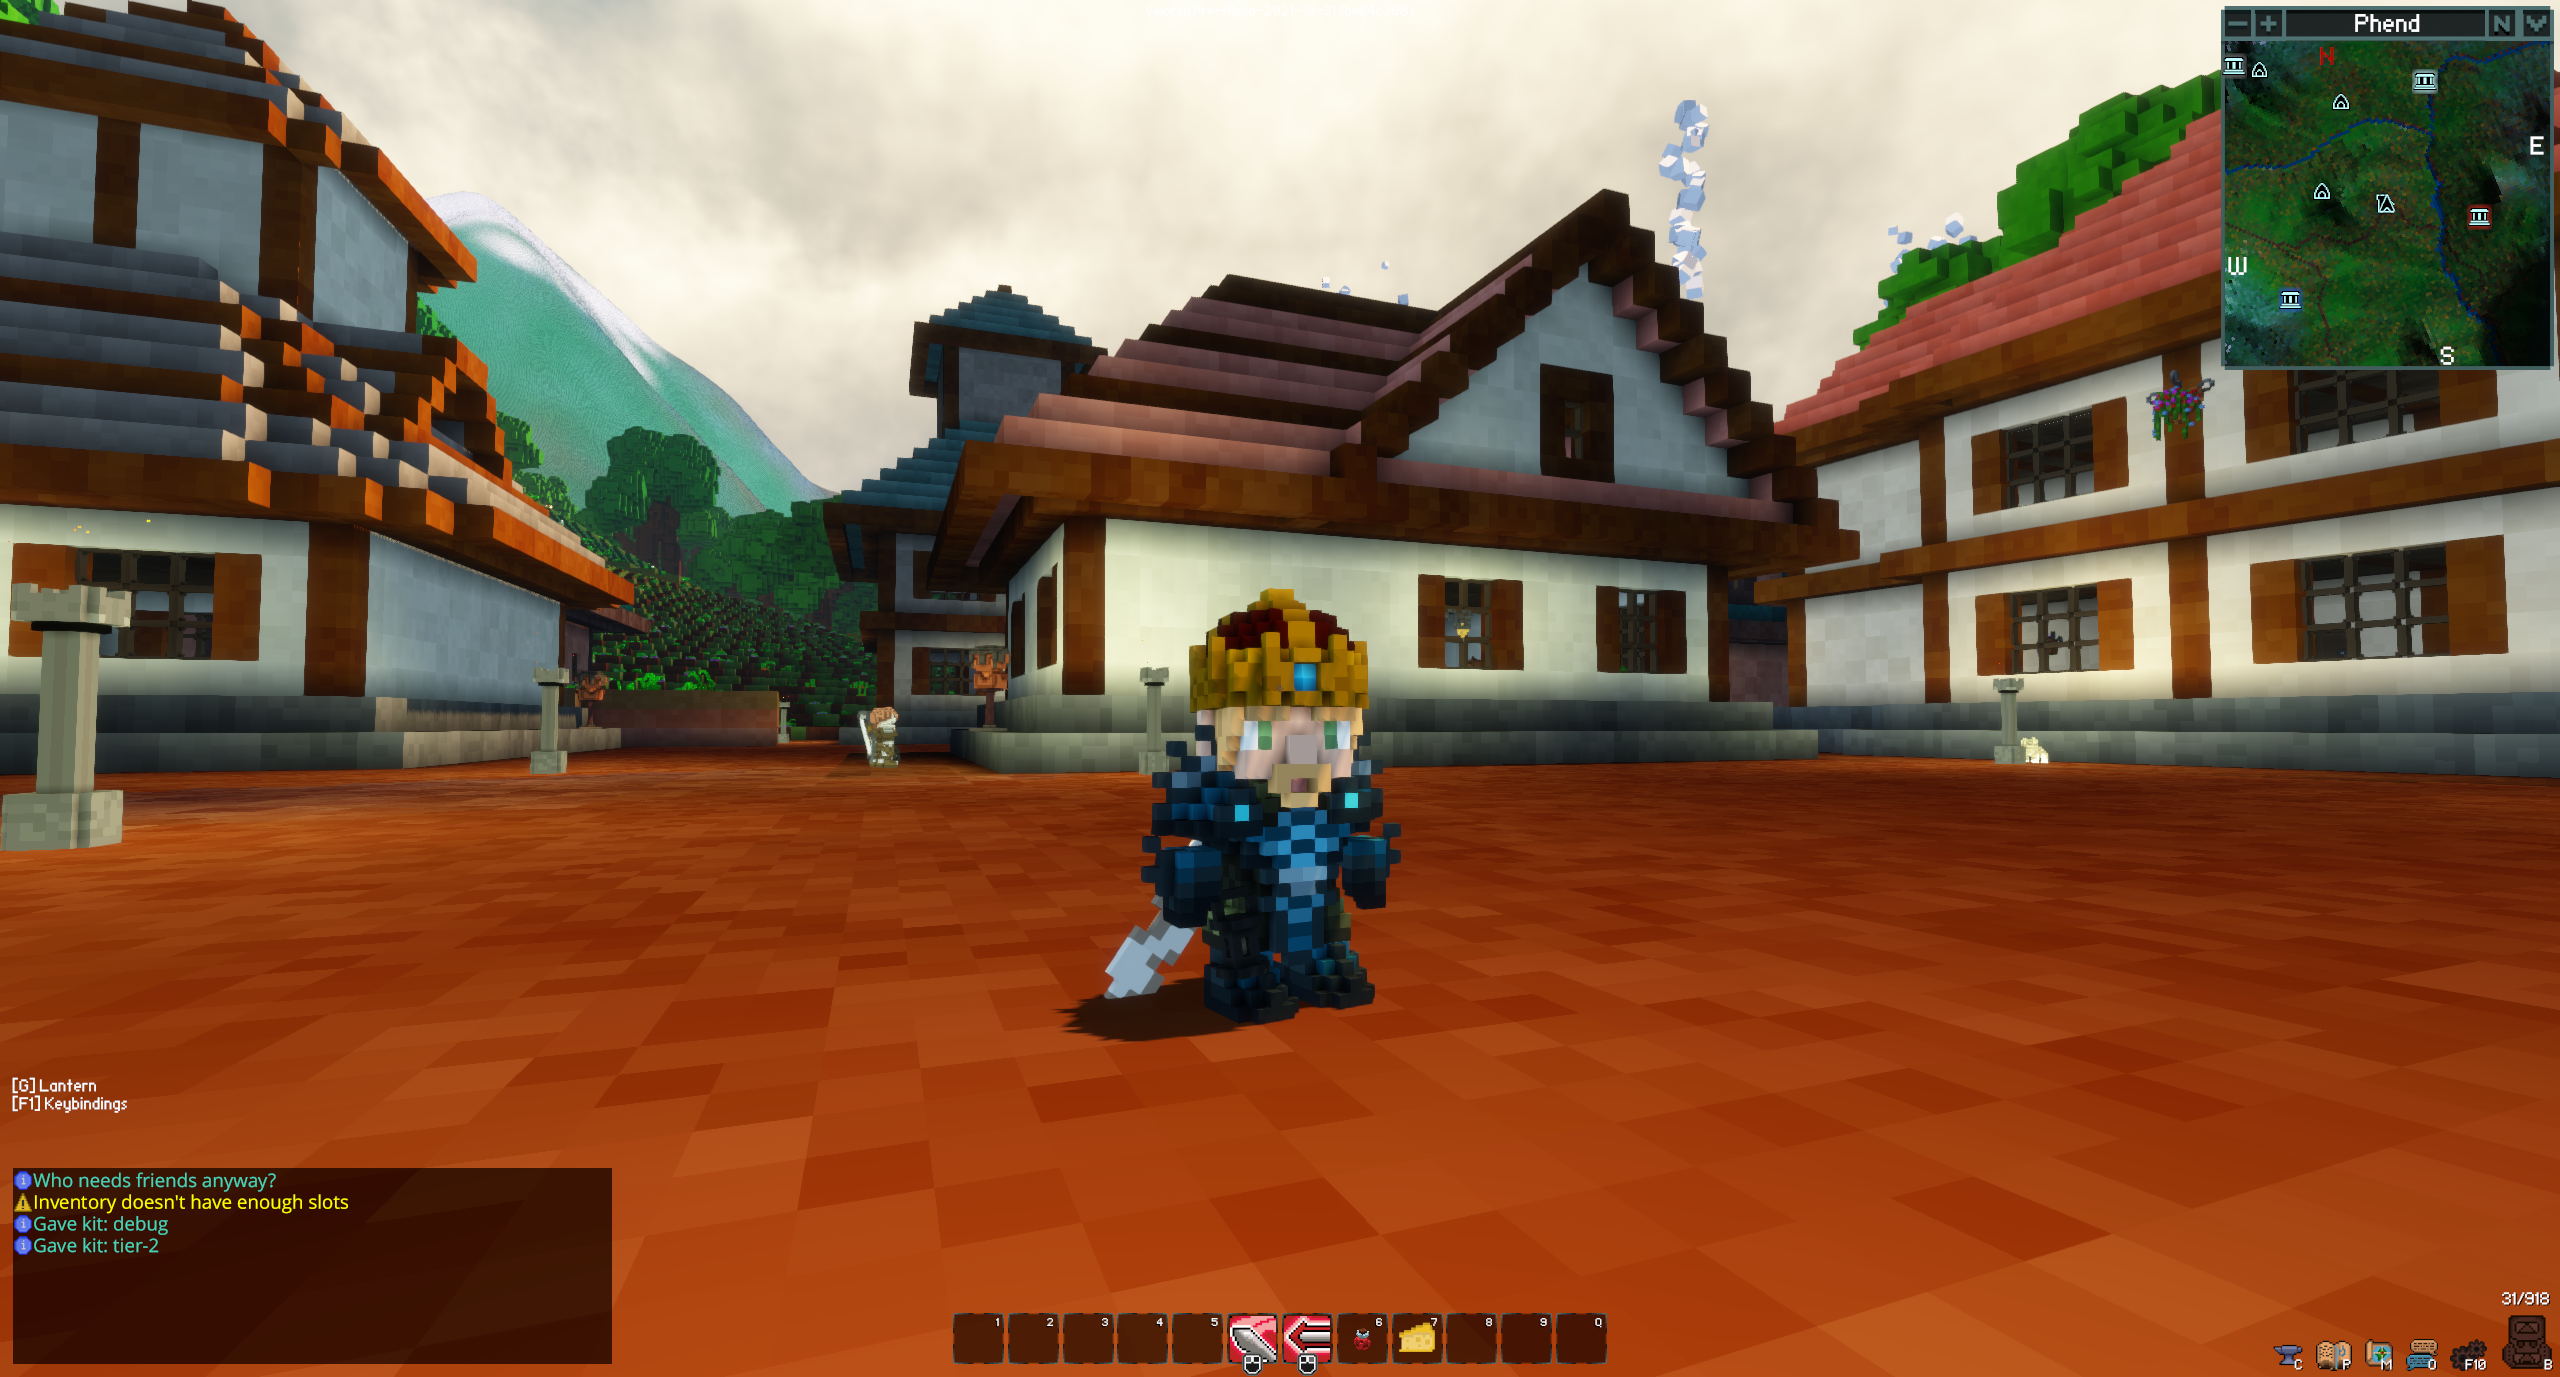 Phend
N
N
E
W
S
[G] Lantern
[F1] Keybindings
Who needs friends anyway?
Inventory doesn't have enough slots
Gave kit: debug
Gave kit: tier-2
31/918
1 2 3 4 5 6 7 8 9 Q
C P M O F10 B